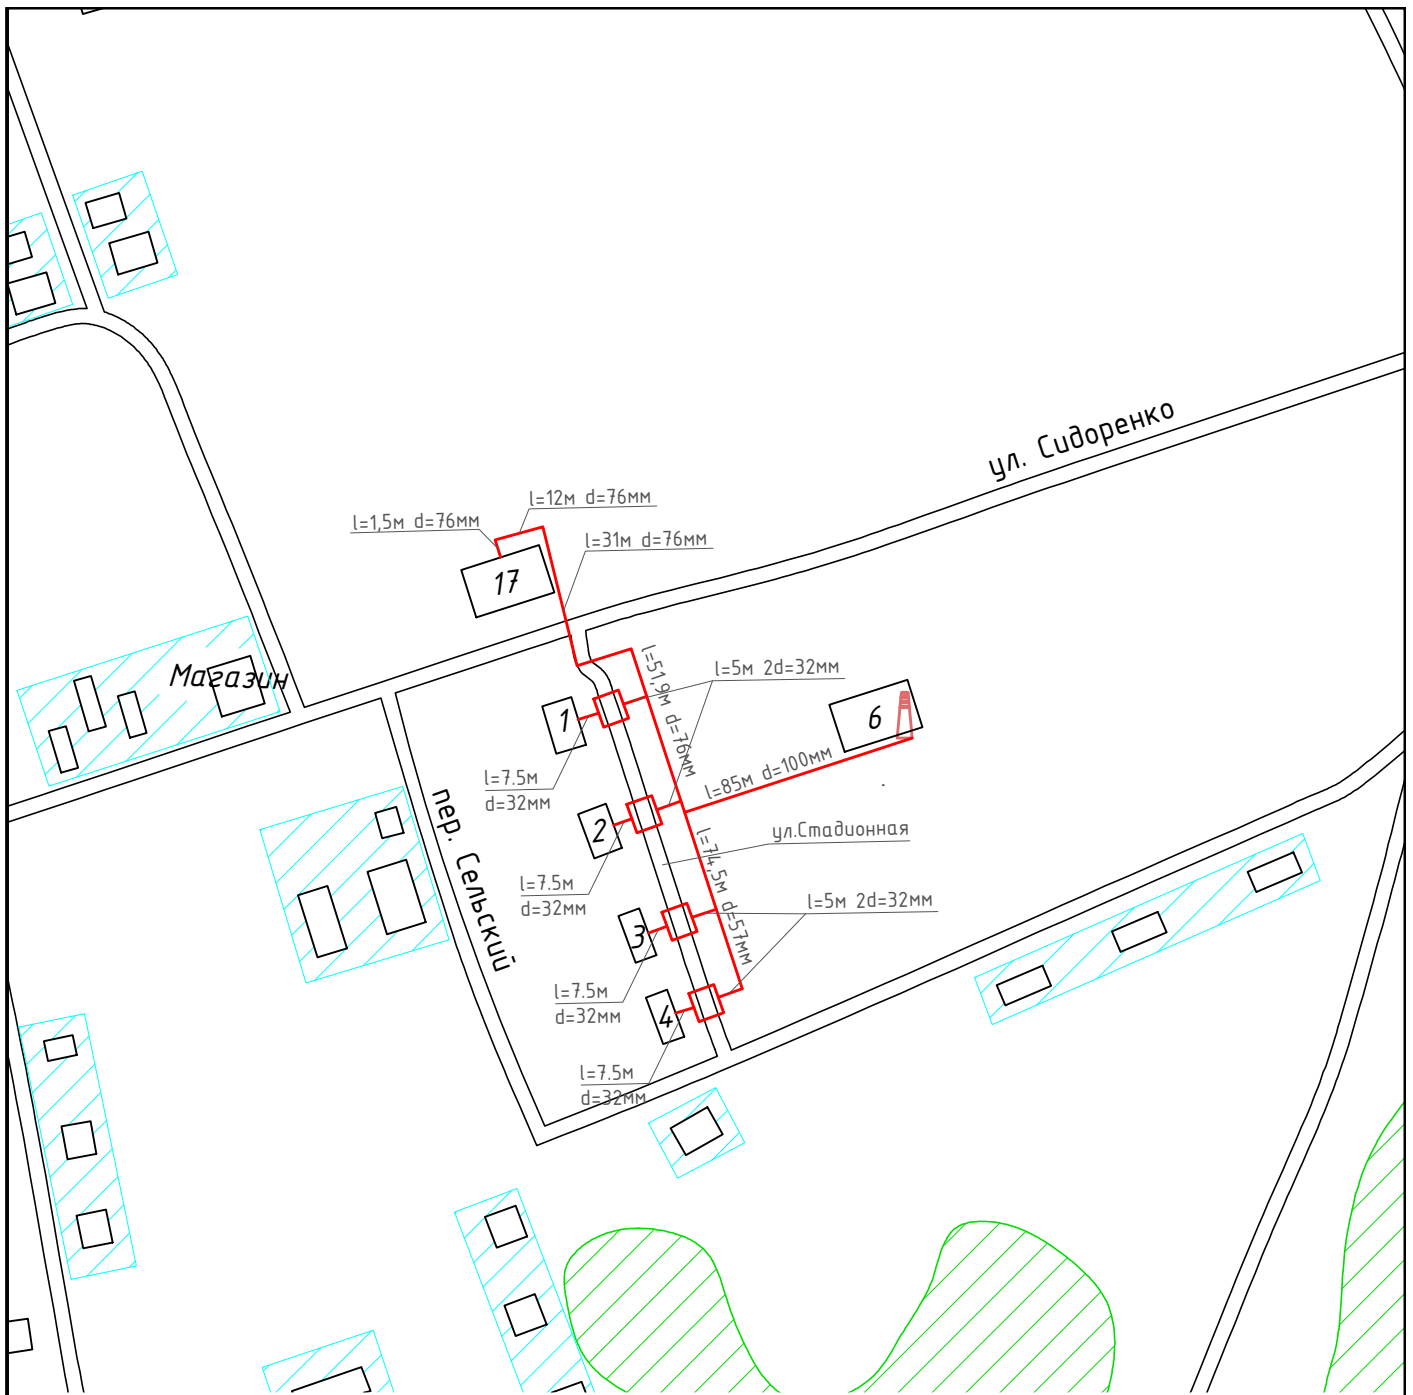 ул. Сидоренко
l=12м d=76мм
l=1,5м d=76мм
l=31м d=76мм
17
l=51,9м d=76мм
l=5м 2d=32мм
Магазин
1
6
l=85м d=100мм
l=7.5м
d=32мм
пер. Сельский
2
ул.Стадионная
l=74,5м d=57мм
l=7.5м
d=32мм
l=5м 2d=32мм
3
l=7.5м
d=32мм
4
l=7.5м
d=32мм